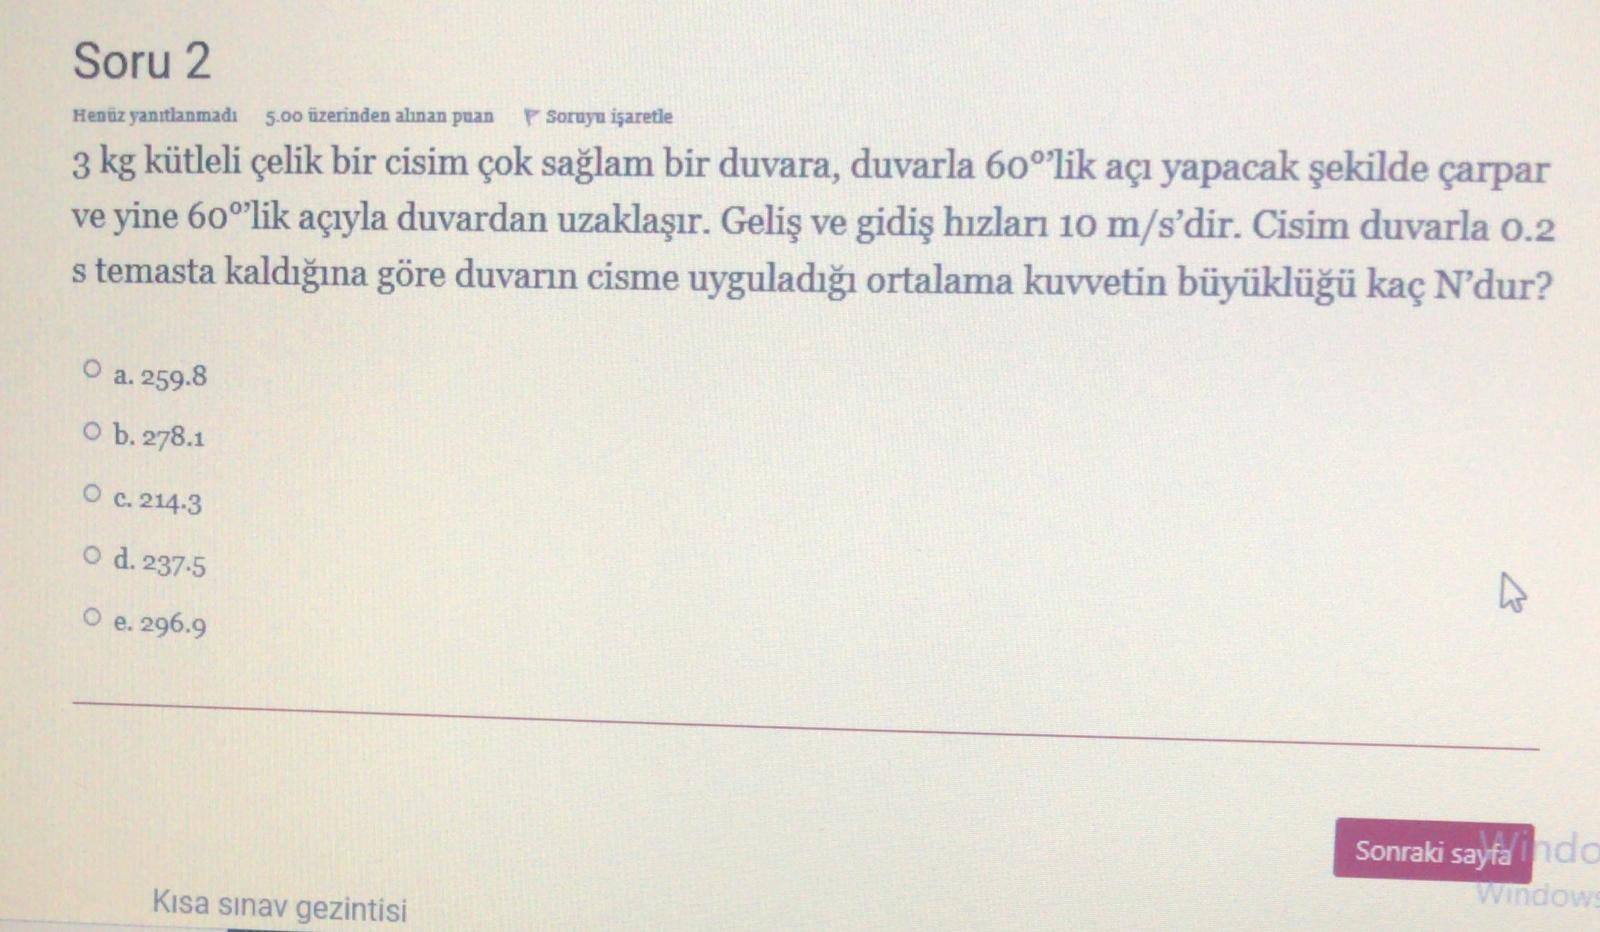 Soru 2
Henüz yanıtlanmadı 5.00 üzerinden alınan puan Soruyu işaretle
3 kg kütleli çelik bir cisim çok sağlam bir duvara, duvarla 60°'lik açı yapacak şekilde çarpar
ve yine 60°'lik açıyla duvardan uzaklaşır. Geliş ve gidiş hızları 10 m/s'dir. Cisim duvarla 0.2
s temasta kaldığına göre duvarın cisme uyguladığı ortalama kuvvetin büyüklüğü kaç N'dur?
a. 259.8
b. 278.1
c. 214.3
d. 237.5
e. 296.9
Sonraki sayfa
Windo
Windows
Kısa sınav gezintisi